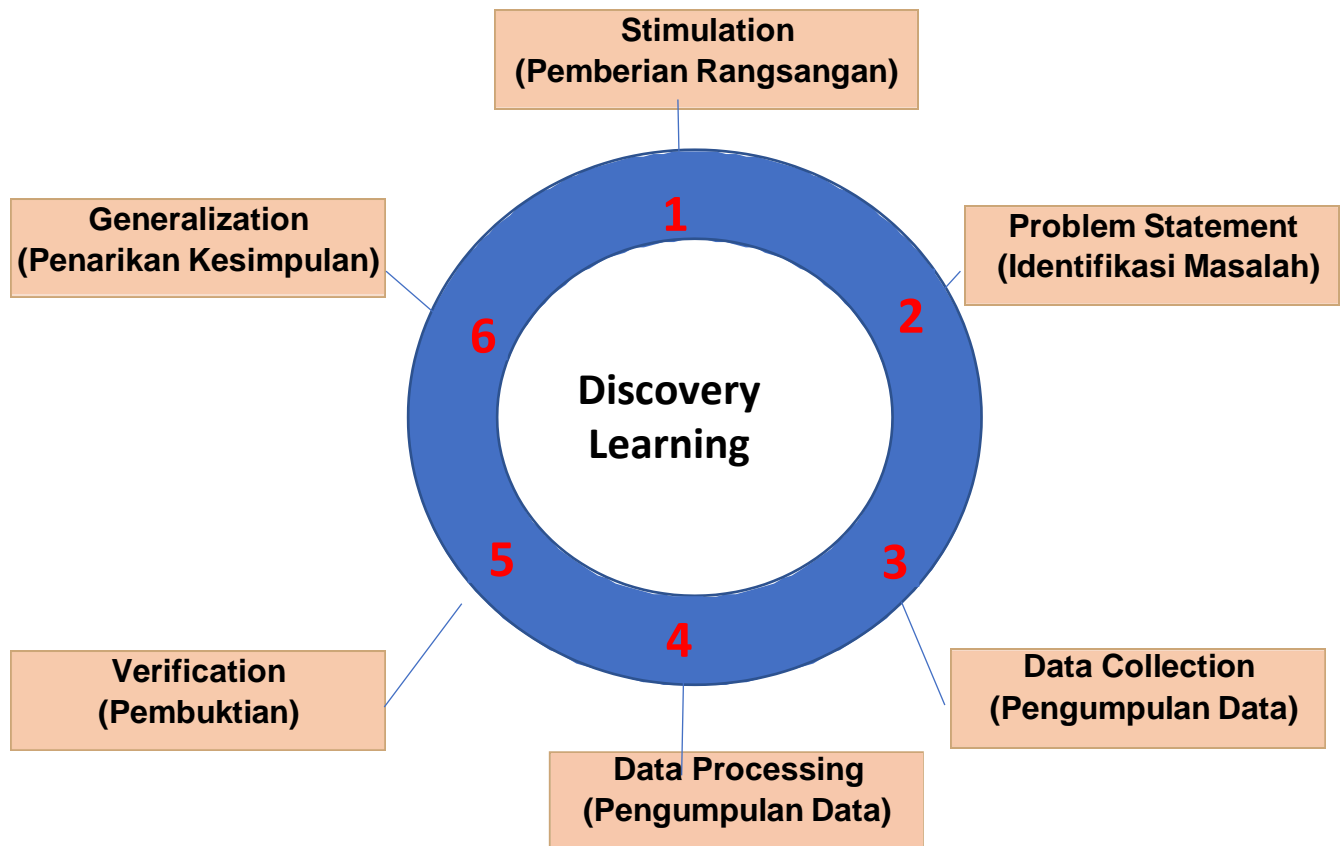 Stimulation
(Pemberian Rangsangan)
1
Generalization
(Penarikan Kesimpulan)
Problem Statement
(Identifikasi Masalah)
2
6
Discovery
Learning
5
3
4
Verification
(Pembuktian)
Data Collection
(Pengumpulan Data)
Data Processing
(Pengumpulan Data)